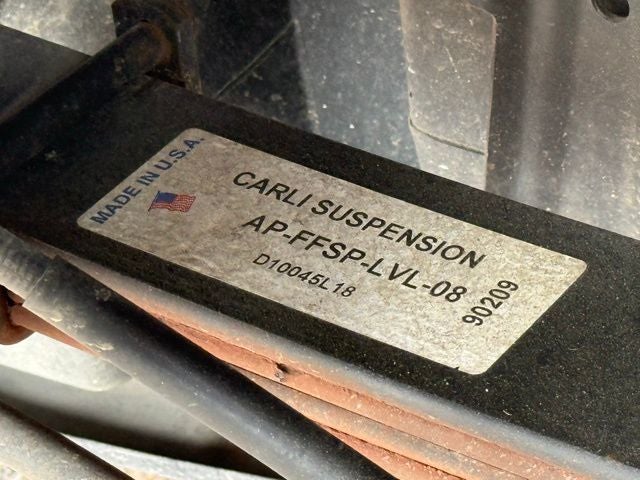 MADE IN U.S.A.
CARLI SUSPENSION
AP-FFSP-LVL-08
D10045L18
90209